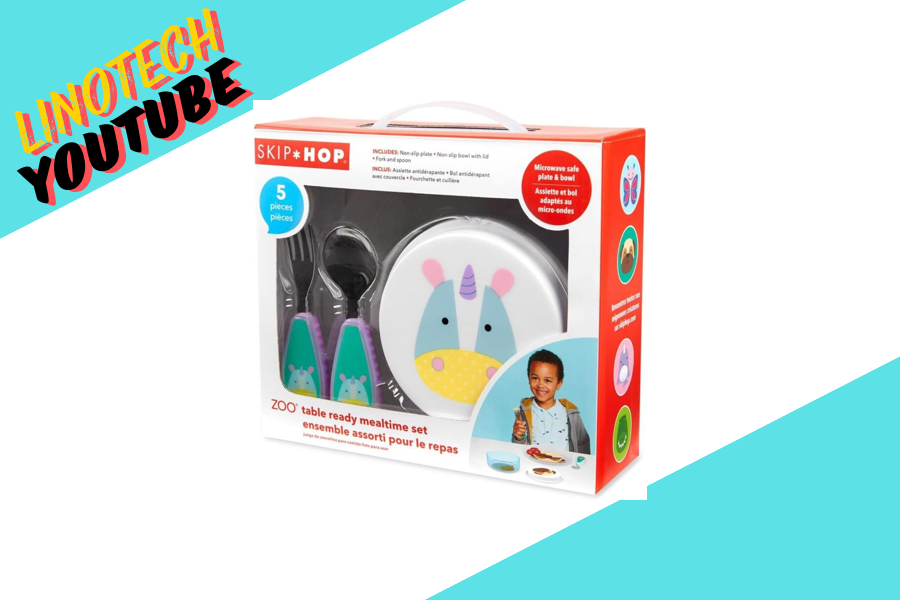 LINOTECH
YOUTUBE
SKIP*HOP
INCLUDES: Non-slip plate • Non-slip bowl with lid
• Fork and spoon
INCLUS: Assiette antidérapante • Bol antidérapant
avec couvercle • Fourchette et cuillère
Microwave safe
plate & bowl
Assiette et bol
adaptés au
micro-ondes
5
pieces
pièces
ZOO® table ready mealtime set
ensemble assorti pour le repas